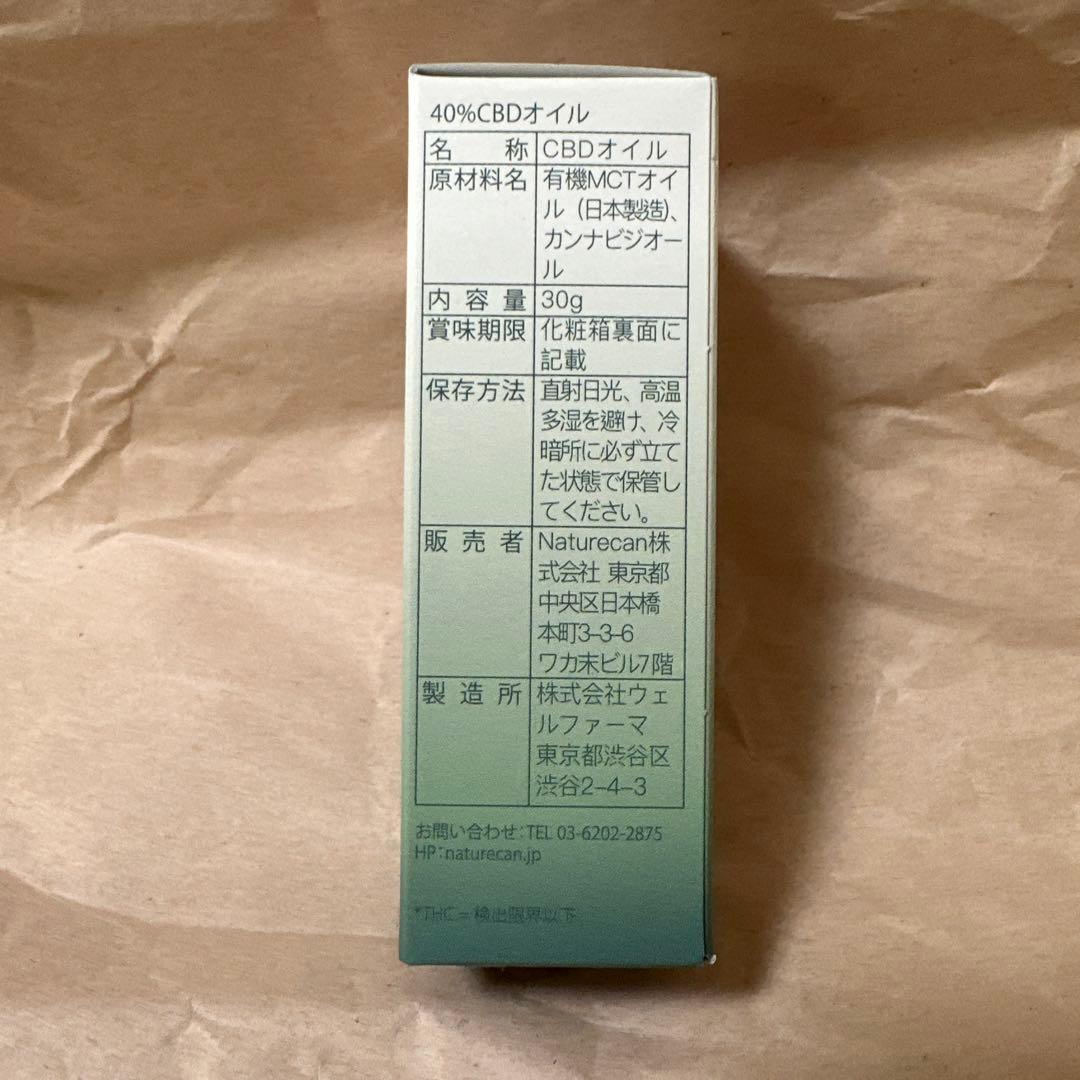 40%CBDオイル
名 称 CBDオイル
原材料名 有機MCTオイ
ル（日本製造）、
カンナビジオー
ル
内容量 30g
賞味期限 化粧箱裏面に
記載
保存方法 直射日光、高温
多湿を避け、冷
暗所に必ず立て
た状態で保管し
てください。
販売者 Naturecan株
式会社 東京都
中央区日本橋
本町3-3-6
ワカ末ビル7階
製造所 株式会社ウェ
ルファーマ
東京都渋谷区
渋谷2-4-3
お問い合わせ：TEL 03-6202-2875
HP：naturecan.jp
*THC = 検出限界以下